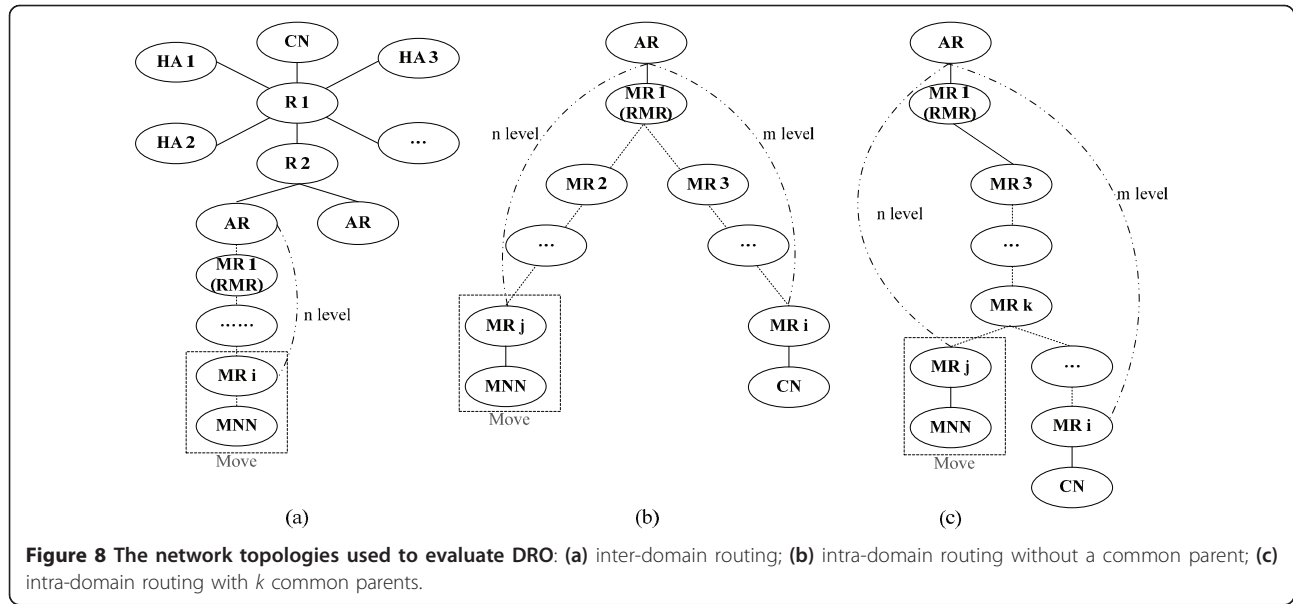 CN
HA 1
HA 3
R 1
HA 2
...
R 2
AR
AR
MR 1
(RMR)
n level
......
MR i
MNN
Move
(a)
AR
MR 1
(RMR)
n level
m level
MR 2
MR 3
...
...
MR j
MR i
MNN
CN
Move
(b)
AR
MR 1
(RMR)
MR 3
m level
n level
...
MR k
MR j
...
MNN
MR i
Move
CN
(c)
Figure 8 The network topologies used to evaluate DRO: (a) inter-domain routing; (b) intra-domain routing without a common parent; (c)
intra-domain routing with k common parents.